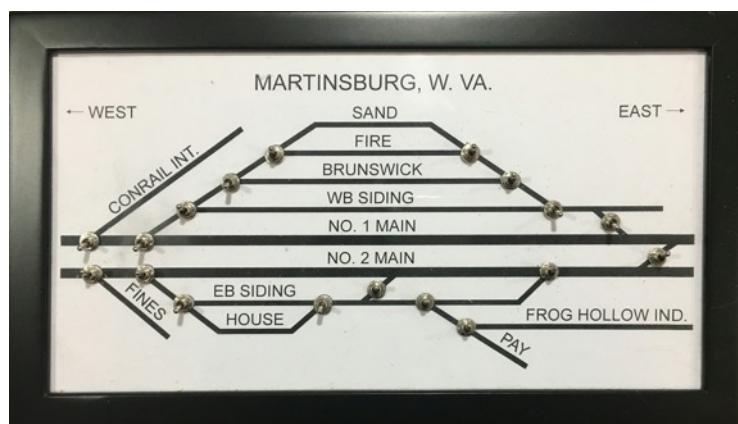 MARTINSBURG, W. VA.
← WEST
EAST →
SAND
FIRE
CONRAIL INT.
BRUNSWICK
WB SIDING
NO. 1 MAIN
NO. 2 MAIN
EB SIDING
FINES
HOUSE
FROG HOLLOW IND.
PAY